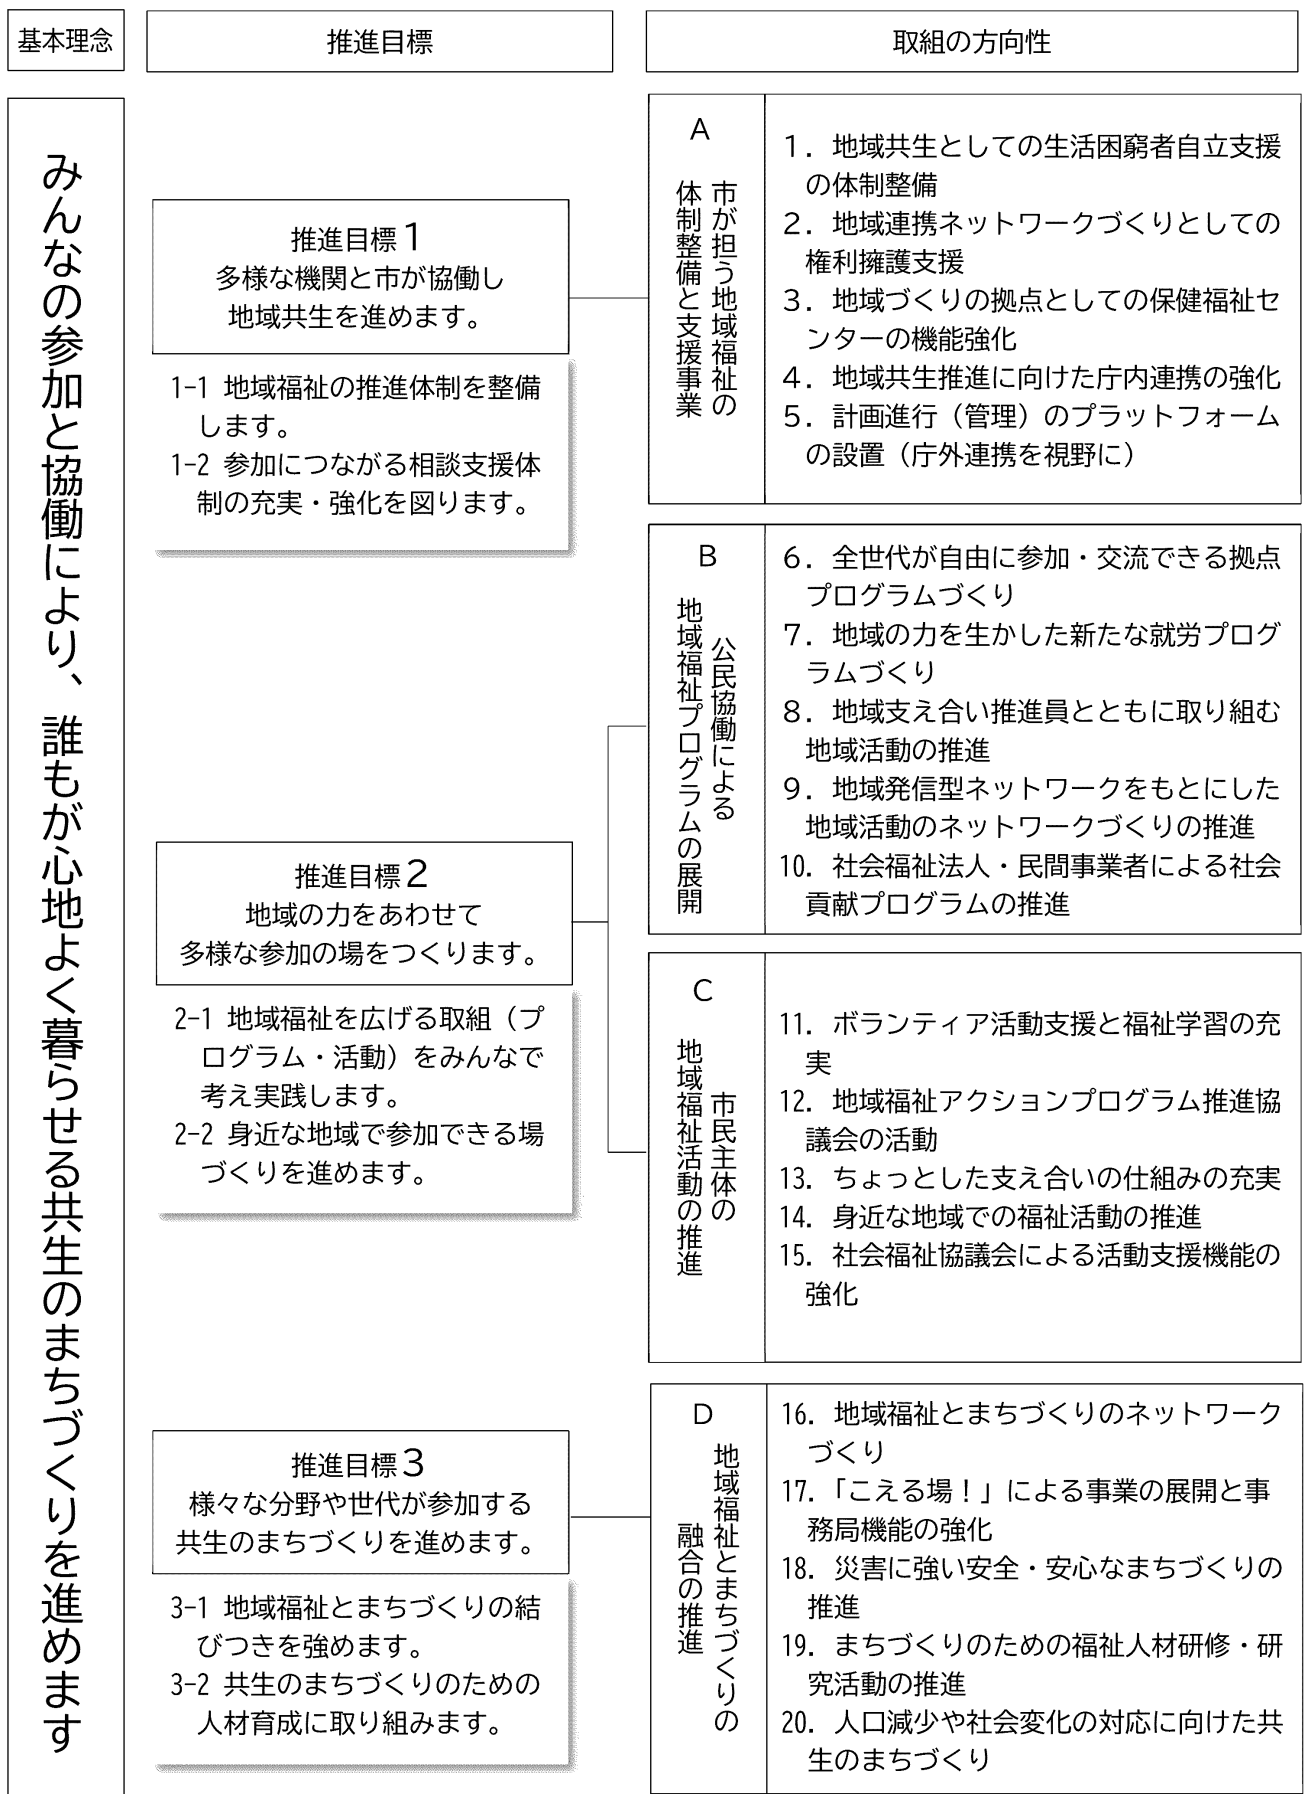 基本理念
推進目標
取組の方向性
みんなの参加と協働により、誰もが心地よく暮らせる共生のまちづくりを進めます
推進目標１
多様な機関と市が協働し
地域共生を進めます。
1-1 地域福祉の推進体制を整備
します。
1-2 参加につながる相談支援体
制の充実・強化を図ります。
A
市が担う地域福祉の
体制整備と支援事業
１．地域共生としての生活困窮者自立支援
の体制整備
２．地域連携ネットワークづくりとしての
権利擁護支援
３．地域づくりの拠点としての保健福祉セ
ンターの機能強化
４．地域共生推進に向けた庁内連携の強化
５．計画進行（管理）のプラットフォーム
の設置（庁外連携を視野に）
推進目標２
地域の力をあわせて
多様な参加の場をつくります。
2-1 地域福祉を広げる取組（プ
ログラム・活動）をみんなで
考え実践します。
2-2 身近な地域で参加できる場
づくりを進めます。
B
公民協働による
地域福祉プログラムの展開
６．全世代が自由に参加・交流できる拠点
プログラムづくり
７．地域の力を生かした新たな就労プログ
ラムづくり
８．地域支え合い推進員とともに取り組む
地域活動の推進
９．地域発信型ネットワークをもとにした
地域活動のネットワークづくりの推進
10．社会福祉法人・民間事業者による社会
貢献プログラムの推進
C
市民主体の
地域福祉活動の推進
11．ボランティア活動支援と福祉学習の充
実
12．地域福祉アクションプログラム推進協
議会の活動
13．ちょっとした支え合いの仕組みの充実
14．身近な地域での福祉活動の推進
15．社会福祉協議会による活動支援機能の
強化
推進目標３
様々な分野や世代が参加する
共生のまちづくりを進めます。
3-1 地域福祉とまちづくりの結
びつきを強めます。
3-2 共生のまちづくりのための
人材育成に取り組みます。
D
地域福祉とまちづくりの
融合の推進
16．地域福祉とまちづくりのネットワーク
づくり
17．「こえる場！」による事業の展開と事
務局機能の強化
18．災害に強い安全・安心なまちづくりの
推進
19．まちづくりのための福祉人材研修・研
究活動の推進
20．人口減少や社会変化の対応に向けた共
生のまちづくり